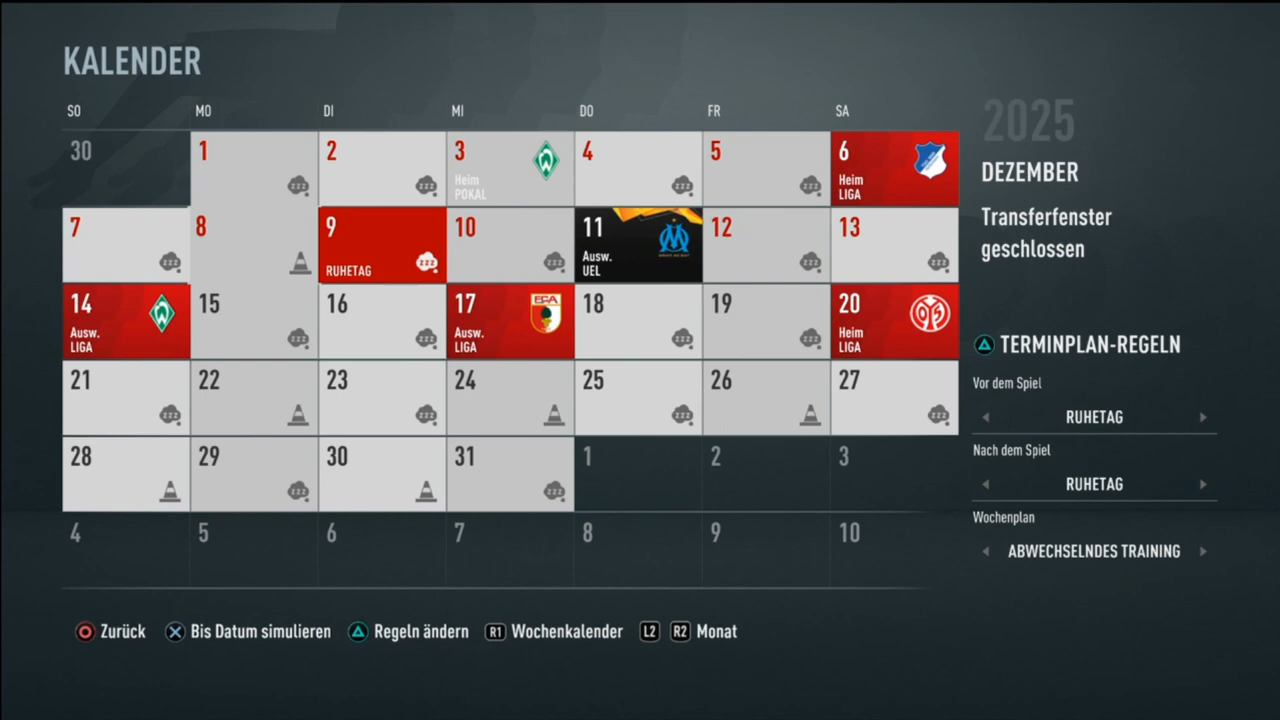 KALENDER
SO MO DI MI DO FR SA
30 1 2 3 4 5 6
Heim Heim
POKAL LIGA
7 8 9 10 11 12 13
Ausw.
RUHETAG UEL
14 15 16 17 18 19 20
Ausw. Ausw. Heim
LIGA LIGA LIGA
21 22 23 24 25 26 27
28 29 30 31 1 2 3
4 5 6 7 8 9 10
2025
DEZEMBER
Transferfenster
geschlossen
TERMINPLAN-REGELN
Vor dem Spiel
RUHETAG
Nach dem Spiel
RUHETAG
Wochenplan
ABWECHSELNDES TRAINING
Zurück Bis Datum simulieren Regeln ändern R1 Wochenkalender L2 R2 Monat